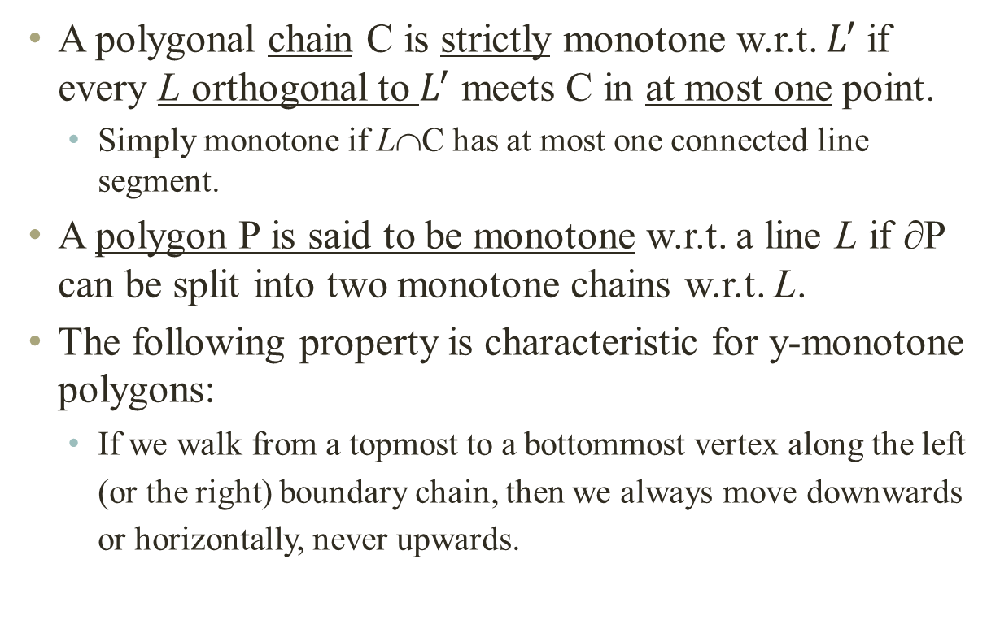 • A polygonal chain C is strictly monotone w.r.t. L′ if
every L orthogonal to L′ meets C in at most one point.
• Simply monotone if L∩C has at most one connected line
segment.
• A polygon P is said to be monotone w.r.t. a line L if ∂P
can be split into two monotone chains w.r.t. L.
• The following property is characteristic for y-monotone
polygons:
• If we walk from a topmost to a bottommost vertex along the left
(or the right) boundary chain, then we always move downwards
or horizontally, never upwards.